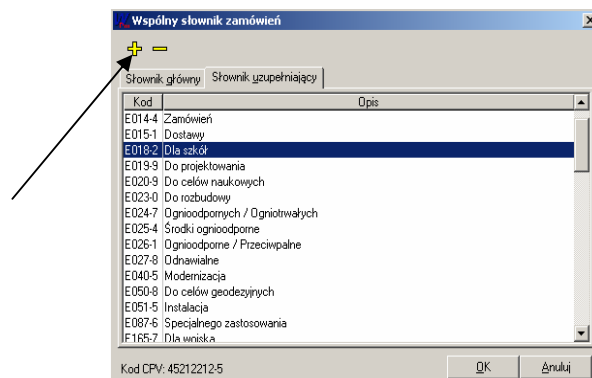 Wspólny słownik zamówień
Słownik główny Słownik uzupełniający
Kod Opis
E014-4 Zamówień
E015-1 Dostawy
E018-2 Dla szkół
E019-9 Do projektowania
E020-9 Do celów naukowych
E023-0 Do rozbudowy
E024-7 Ognioodpornych / Ogniotrwałych
E025-4 Środki ognioodporne
E026-1 Ognioodporne / Przeciwpalne
E027-8 Odnawialne
E040-5 Modernizacja
E050-8 Do celów geodezyjnych
E051-5 Instalacja
E087-6 Specjalnego zastosowania
E165-7 Dla wojska
Kod CPV: 45212212-5 OK Anuluj